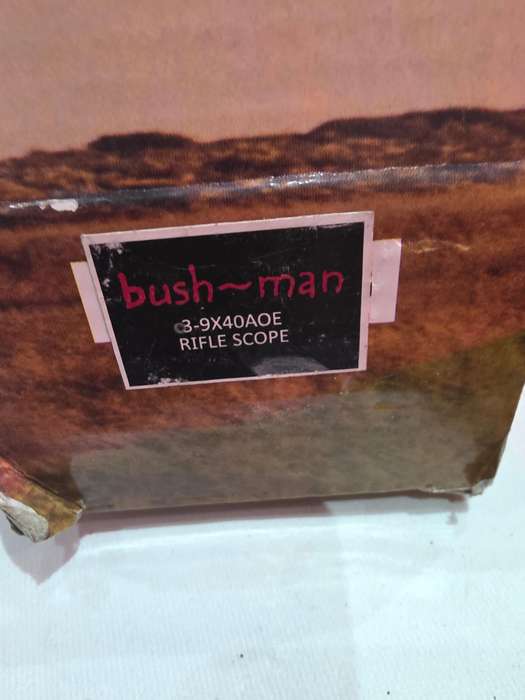 bush~man
3-9X40AOE
RIFLE SCOPE